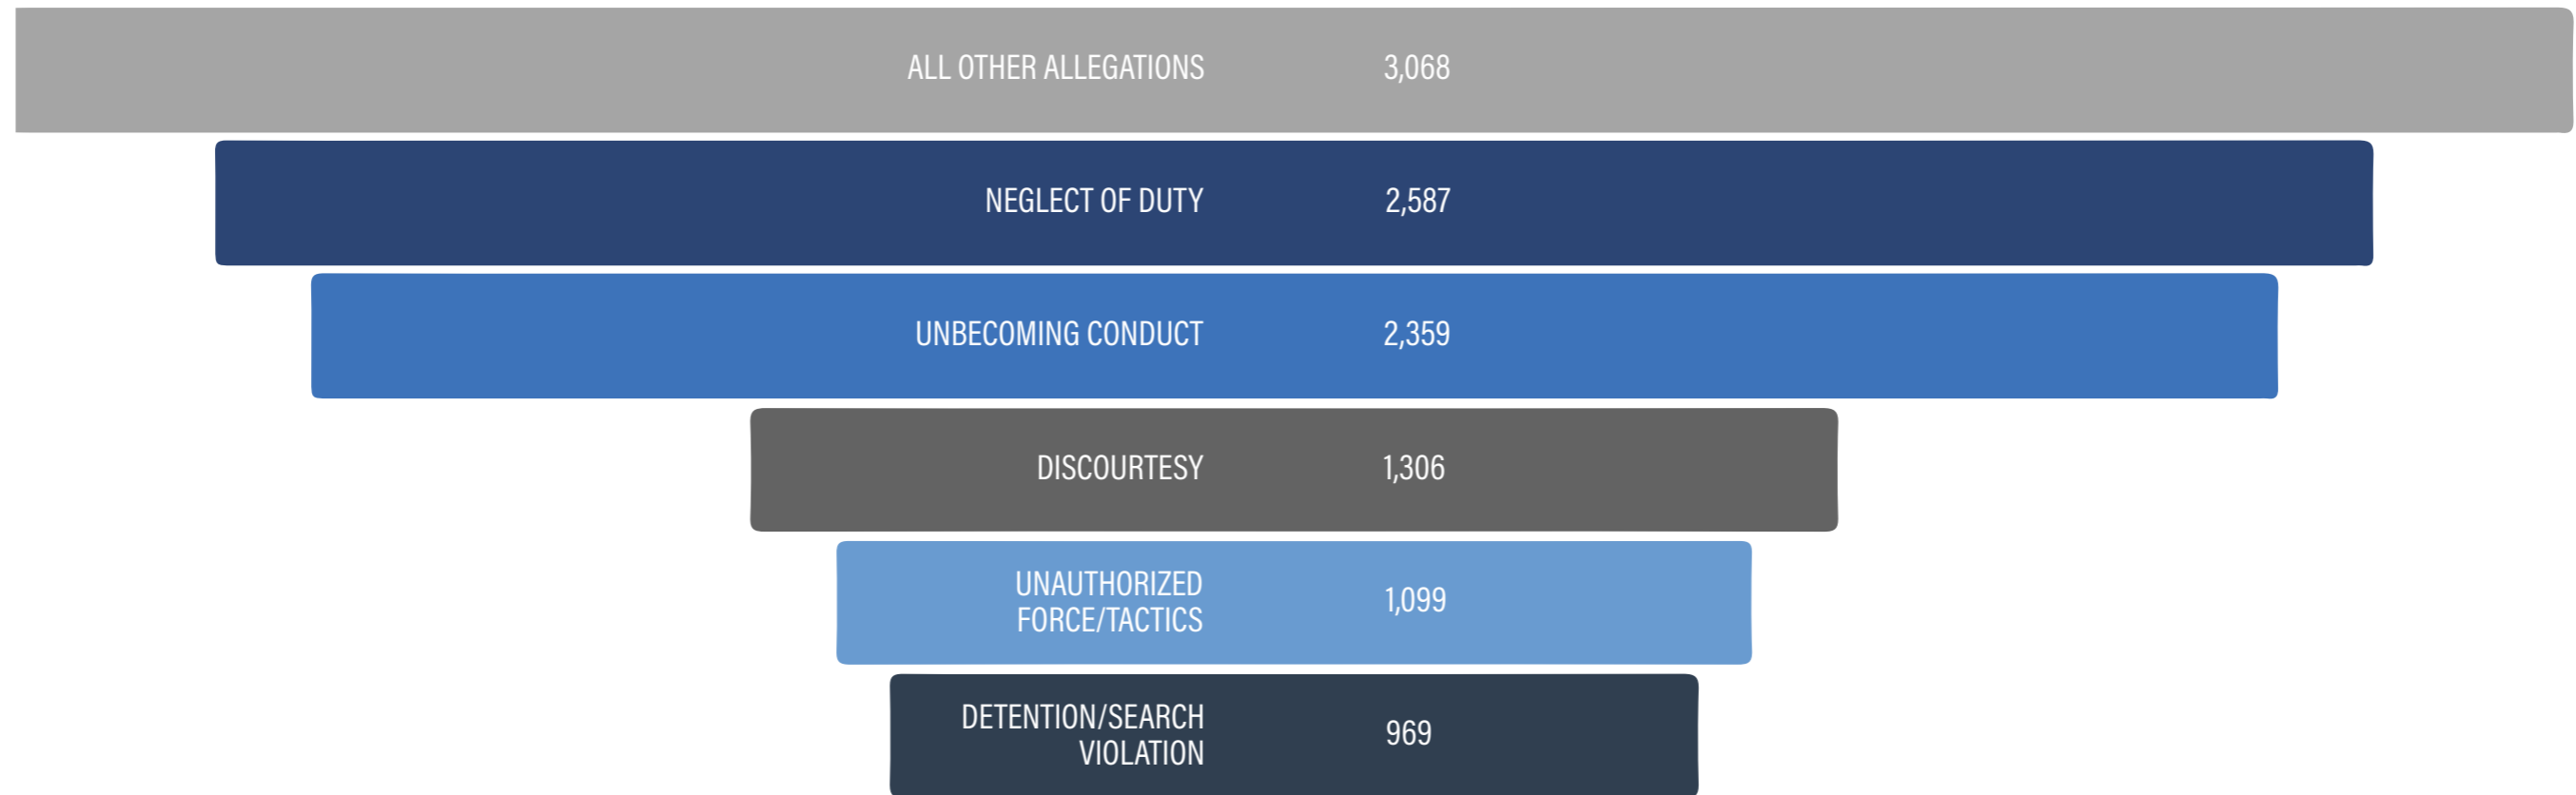 ALL OTHER ALLEGATIONS 3,068
NEGLECT OF DUTY 2,587
UNBECOMING CONDUCT 2,359
DISCOURTESY 1,306
UNAUTHORIZED
FORCE/TACTICS 1,099
DETENTION/SEARCH
VIOLATION 969